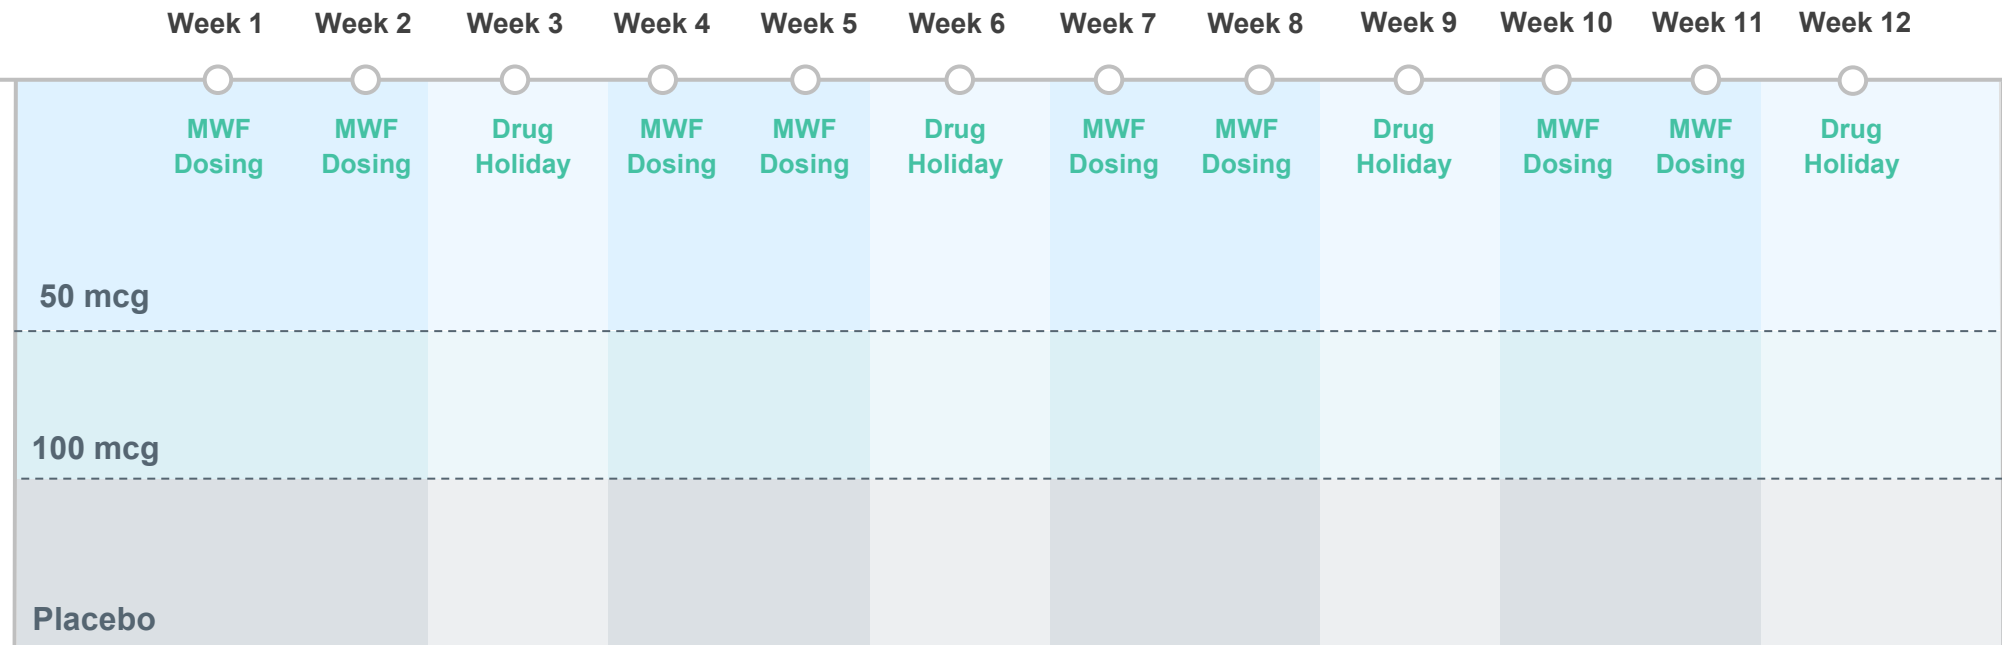 Week 1 Week 2 Week 3 Week 4 Week 5 Week 6 Week 7 Week 8 Week 9 Week 10 Week 11 Week 12
MWF MWF Drug MWF MWF Drug MWF MWF Drug MWF MWF Drug
Dosing Dosing Holiday Dosing Dosing Holiday Dosing Dosing Holiday Dosing Dosing Holiday
50 mcg
100 mcg
Placebo